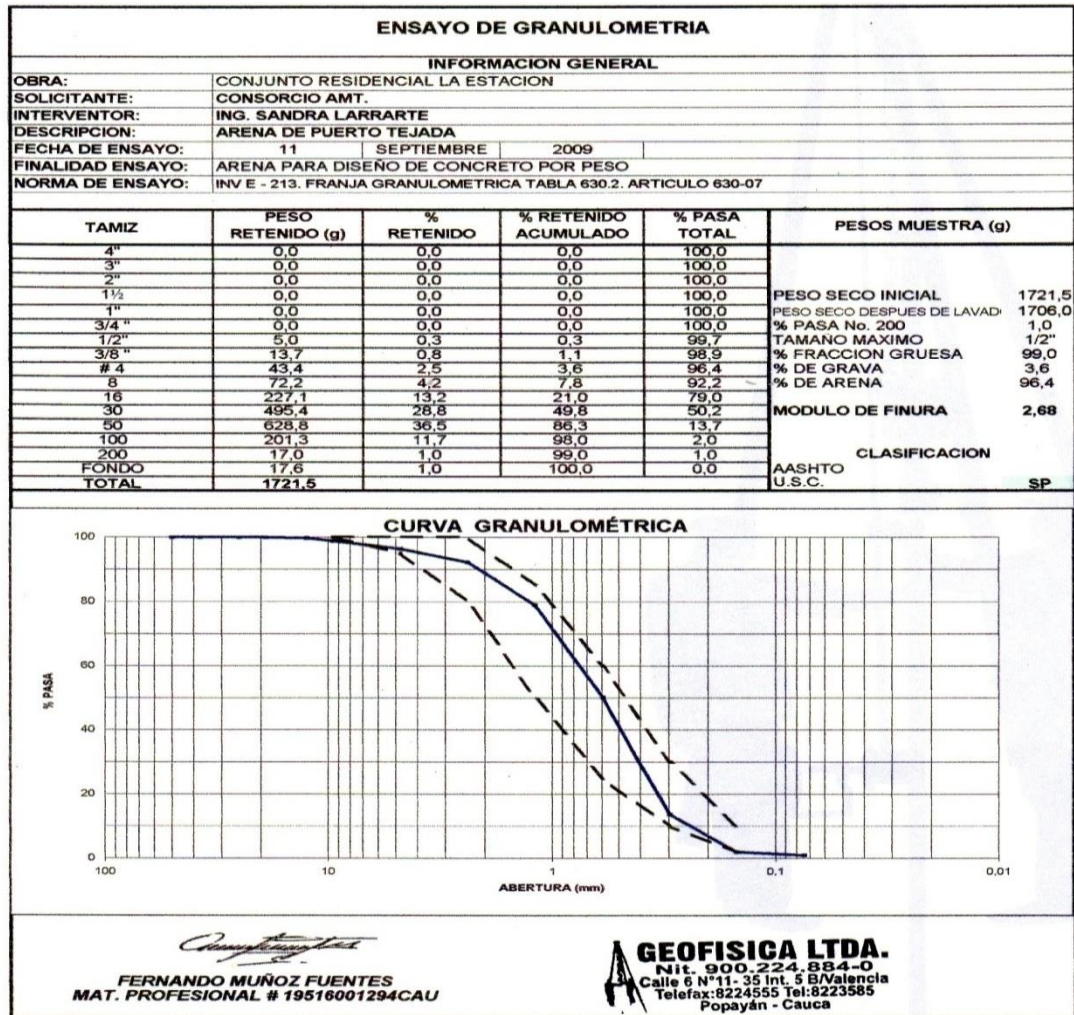 ENSAYO DE GRANULOMETRIA
INFORMACION GENERAL
OBRA: CONJUNTO RESIDENCIAL LA ESTACION
SOLICITANTE: CONSORCIO AMT.
INTERVENTOR: ING. SANDRA LARRARTE
DESCRIPCION: ARENA DE PUERTO TEJADA
FECHA DE ENSAYO: 11 SEPTIEMBRE 2009
FINALIDAD ENSAYO: ARENA PARA DISEÑO DE CONCRETO POR PESO
NORMA DE ENSAYO: INV E - 213. FRANJA GRANULOMETRICA TABLA 630.2. ARTICULO 630-07
TAMIZ PESO RETENIDO (g) % RETENIDO % RETENIDO ACUMULADO % PASA TOTAL PESOS MUESTRA (g)
4" 0,0 0,0 0,0 100,0
3" 0,0 0,0 0,0 100,0
2" 0,0 0,0 0,0 100,0
1½ 0,0 0,0 0,0 100,0 PESO SECO INICIAL 1721,5
1" 0,0 0,0 0,0 100,0 PESO SECO DESPUES DE LAVAD 1706,0
3/4 " 0,0 0,0 0,0 100,0 % PASA No. 200 1,0
1/2" 5,0 0,3 0,3 99,7 TAMANO MAXIMO 1/2"
3/8 " 13,7 0,8 1,1 98,9 % FRACCION GRUESA 99,0
# 4 43,4 2,5 3,6 96,4 % DE GRAVA 3,6
8 72,2 4,2 7,8 92,2 % DE ARENA 96,4
16 227,1 13,2 21,0 79,0
30 495,4 28,8 49,8 50,2 MODULO DE FINURA 2,68
50 628,8 36,5 86,3 13,7
100 201,3 11,7 98,0 2,0
200 17,0 1,0 99,0 1,0 CLASIFICACION
FONDO 17,6 1,0 100,0 0,0 AASHTO
TOTAL 1721,5 U.S.C. SP
CURVA GRANULOMÉTRICA
100
80
60
40
20
0
% PASA
100 10 1 0,1 0,01
ABERTURA (mm)
FERNANDO MUÑOZ FUENTES
MAT. PROFESIONAL # 19516001294CAU
GEOFISICA LTDA.
Nit. 900.224.884-0
Calle 6 N°11- 35 Int. 5 B/Valencia
Telefax:8224555 Tel:8223585
Popayán - Cauca